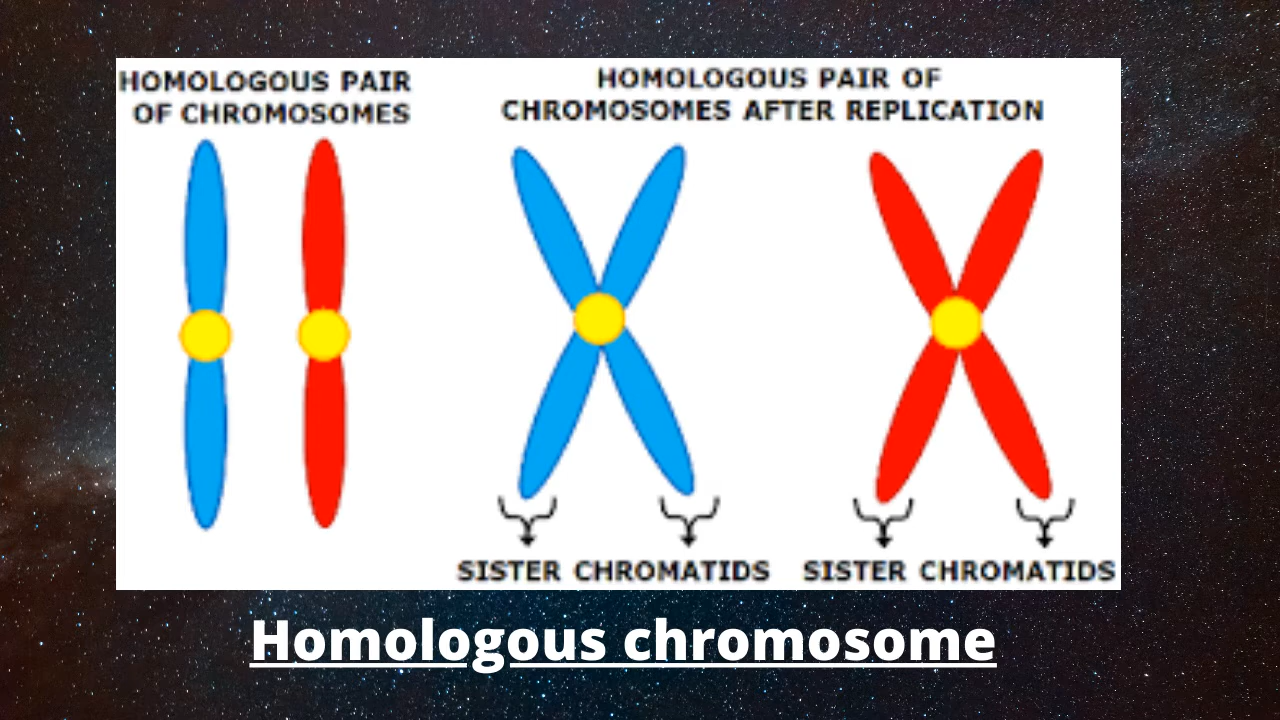 HOMOLOGOUS PAIR
OF CHROMOSOMES
HOMOLOGOUS PAIR OF
CHROMOSOMES AFTER REPLICATION
SISTER CHROMATIDS
SISTER CHROMATIDS
Homologous chromosome